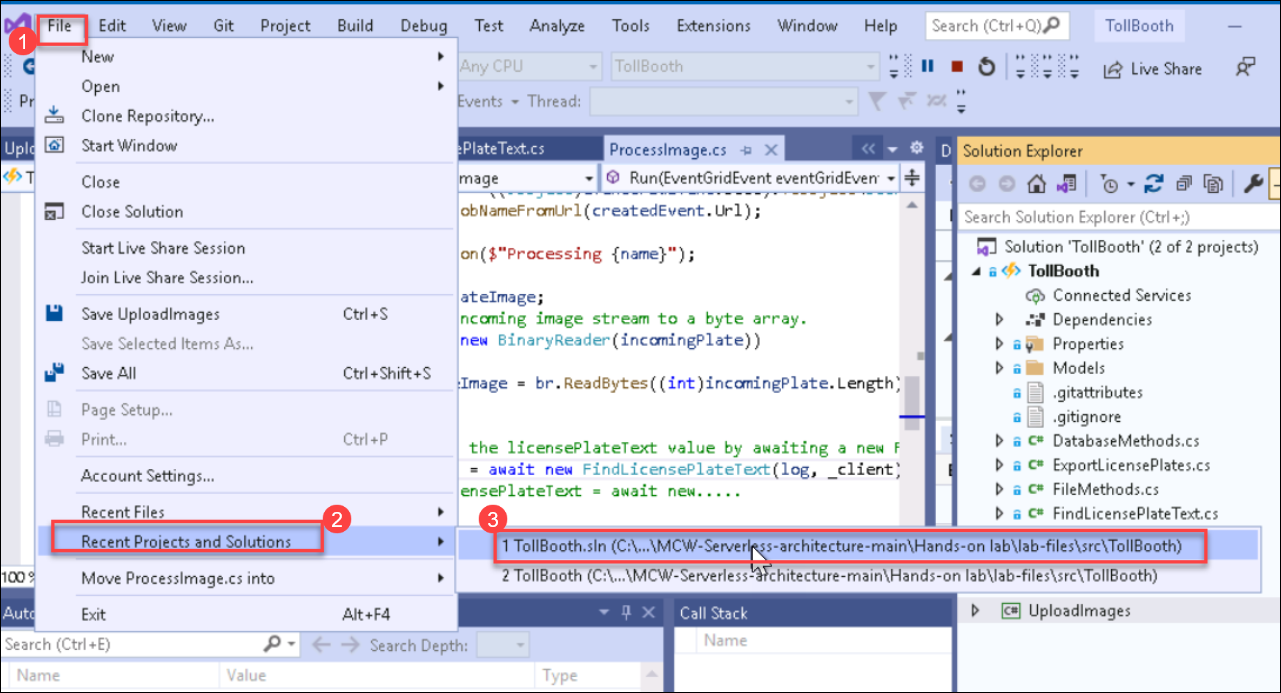 File Edit View Git Project Build Debug Test Analyze Tools Extensions Window Help Search (Ctrl+Q) TollBooth
1
New
Open
Clone Repository...
Start Window
Close
Close Solution
Start Live Share Session
Join Live Share Session...
Save UploadImages Ctrl+S
Save Selected Items As...
Save All Ctrl+Shift+S
Page Setup...
Print... Ctrl+P
Account Settings...
Recent Files
Recent Projects and Solutions
2
Move ProcessImage.cs into
Exit Alt+F4
3
1 TollBooth.sln (C:\...\MCW-Serverless-architecture-main\Hands-on lab\lab-files\src\TollBooth)
2 TollBooth (C:\...\MCW-Serverless-architecture-main\Hands-on lab\lab-files\src\TollBooth)
Any CPU TollBooth Live Share
Pr Events Thread:
Uplo ePlateText.cs ProcessImage.cs D
T mage Run(EventGridEvent eventGridEven
obNameFromUrl(createdEvent.Url);
on($"Processing {name}");
ateImage;
ncoming image stream to a byte array.
new BinaryReader(incomingPlate))
eImage = br.ReadBytes((int)incomingPlate.Length)
the licensePlateText value by awaiting a new F
= await new FindLicensePlateText(log, _client)
ensePlateText = await new.....
100 %
Solution Explorer
Search Solution Explorer (Ctrl+;)
Solution 'TollBooth' (2 of 2 projects)
TollBooth
Connected Services
Dependencies
Properties
Models
.gitattributes
.gitignore
C# DatabaseMethods.cs
C# ExportLicensePlates.cs
C# FileMethods.cs
C# FindLicensePlateText.cs
C# UploadImages
Auto
Search (Ctrl+E) Search Depth:
Name Value Type
Call Stack
Name